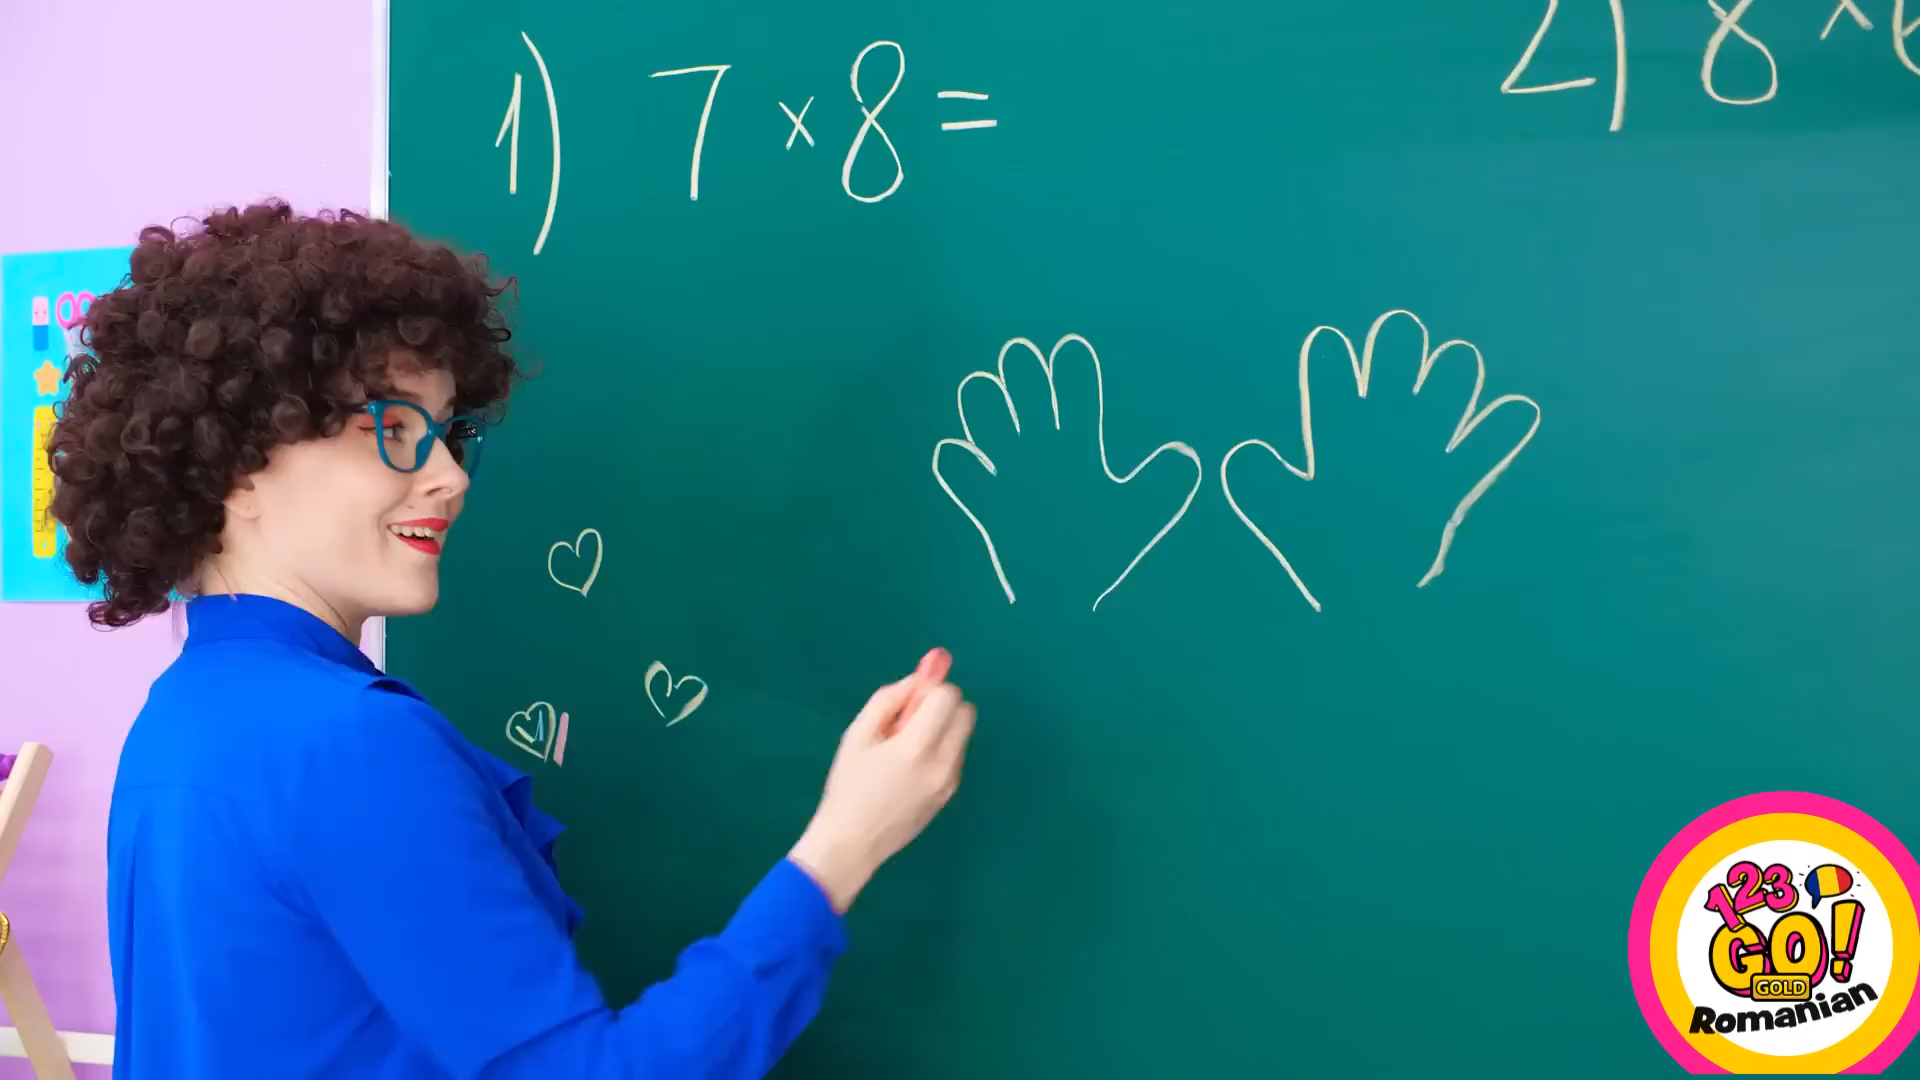 1) 7 × 8 =
2) 8 ×
123
GO!
GOLD
Romanian